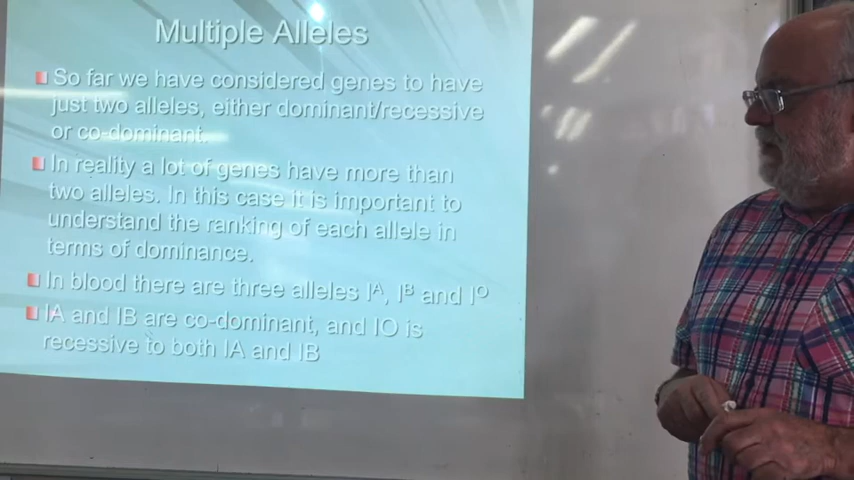 Multiple Alleles
So far we have considered genes to have
just two alleles, either dominant/recessive
or co-dominant.
In reality a lot of genes have more than
two alleles. In this case it is important to
understand the ranking of each allele in
terms of dominance.
In blood there are three alleles Iᴬ, Iᴮ and Iᴼ
IA and IB are co-dominant, and IO is
recessive to both IA and IB